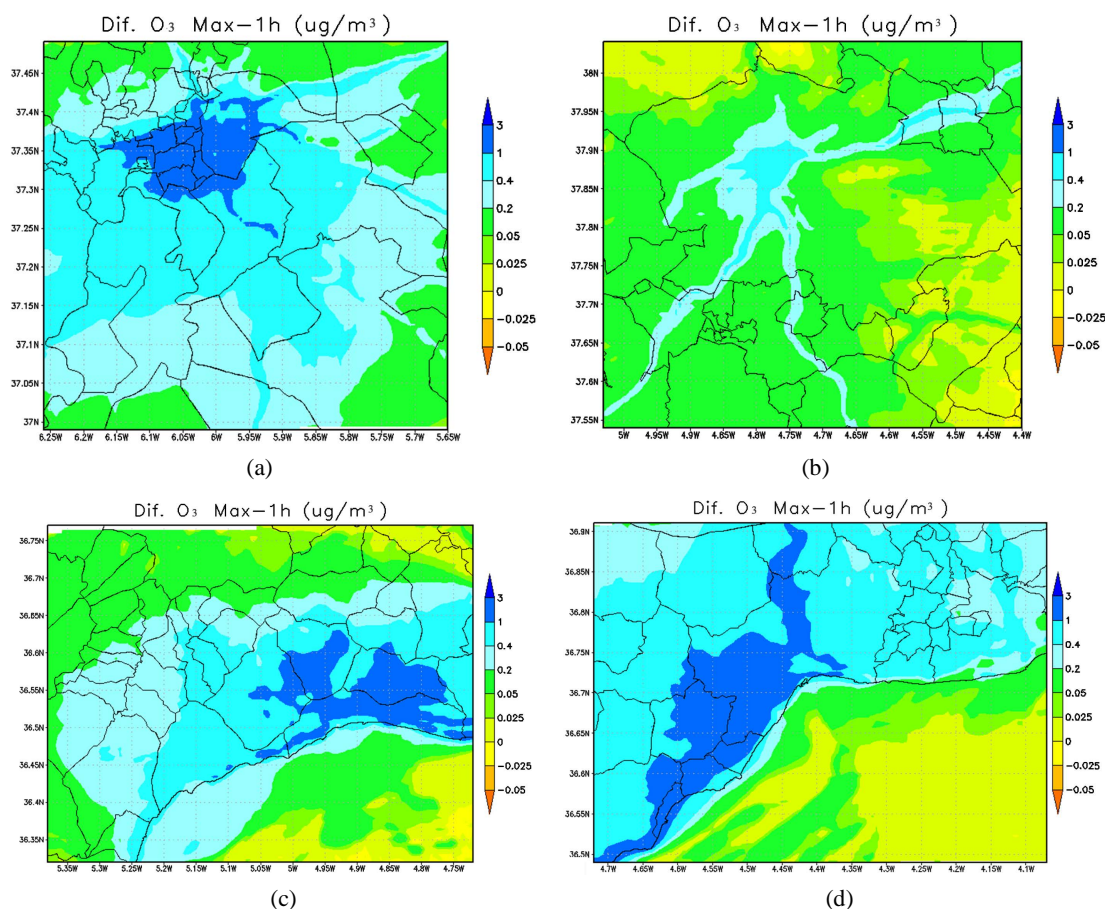 Dif. O₃ Max-1h (ug/m³)
37.45N
37.4N
37.35N
37.3N
37.25N
37.2N
37.15N
37.1N
37.05N
37N
6.25W 6.2W 6.15W 6.1W 6.05W 6W 5.95W 5.9W 5.85W 5.8W 5.75W 5.7W 5.65W
3
1
0.4
0.2
0.05
0.025
0
-0.025
-0.05
(a)
Dif. O₃ Max-1h (ug/m³)
38N
37.95N
37.9N
37.85N
37.8N
37.75N
37.7N
37.65N
37.6N
37.55N
5W 4.95W 4.9W 4.85W 4.8W 4.75W 4.7W 4.65W 4.6W 4.55W 4.5W 4.45W 4.4W
3
1
0.4
0.2
0.05
0.025
0
-0.025
-0.05
(b)
Dif. O₃ Max-1h (ug/m³)
36.75N
36.7N
36.65N
36.6N
36.55N
36.5N
36.45N
36.4N
36.35N
5.35W 5.3W 5.25W 5.2W 5.15W 5.1W 5.05W 5W 4.95W 4.9W 4.85W 4.8W 4.75W
3
1
0.4
0.2
0.05
0.025
0
-0.025
-0.05
(c)
Dif. O₃ Max-1h (ug/m³)
36.9N
36.85N
36.8N
36.75N
36.7N
36.65N
36.6N
36.55N
36.5N
4.7W 4.65W 4.6W 4.55W 4.5W 4.45W 4.4W 4.35W 4.3W 4.25W 4.2W 4.15W 4.1W
3
1
0.4
0.2
0.05
0.025
0
-0.025
-0.05
(d)